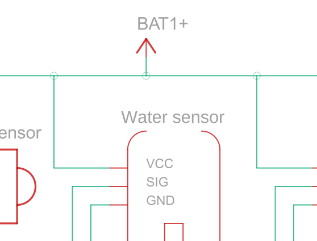 BAT1+
Water sensor
ensor
VCC
SIG
GND